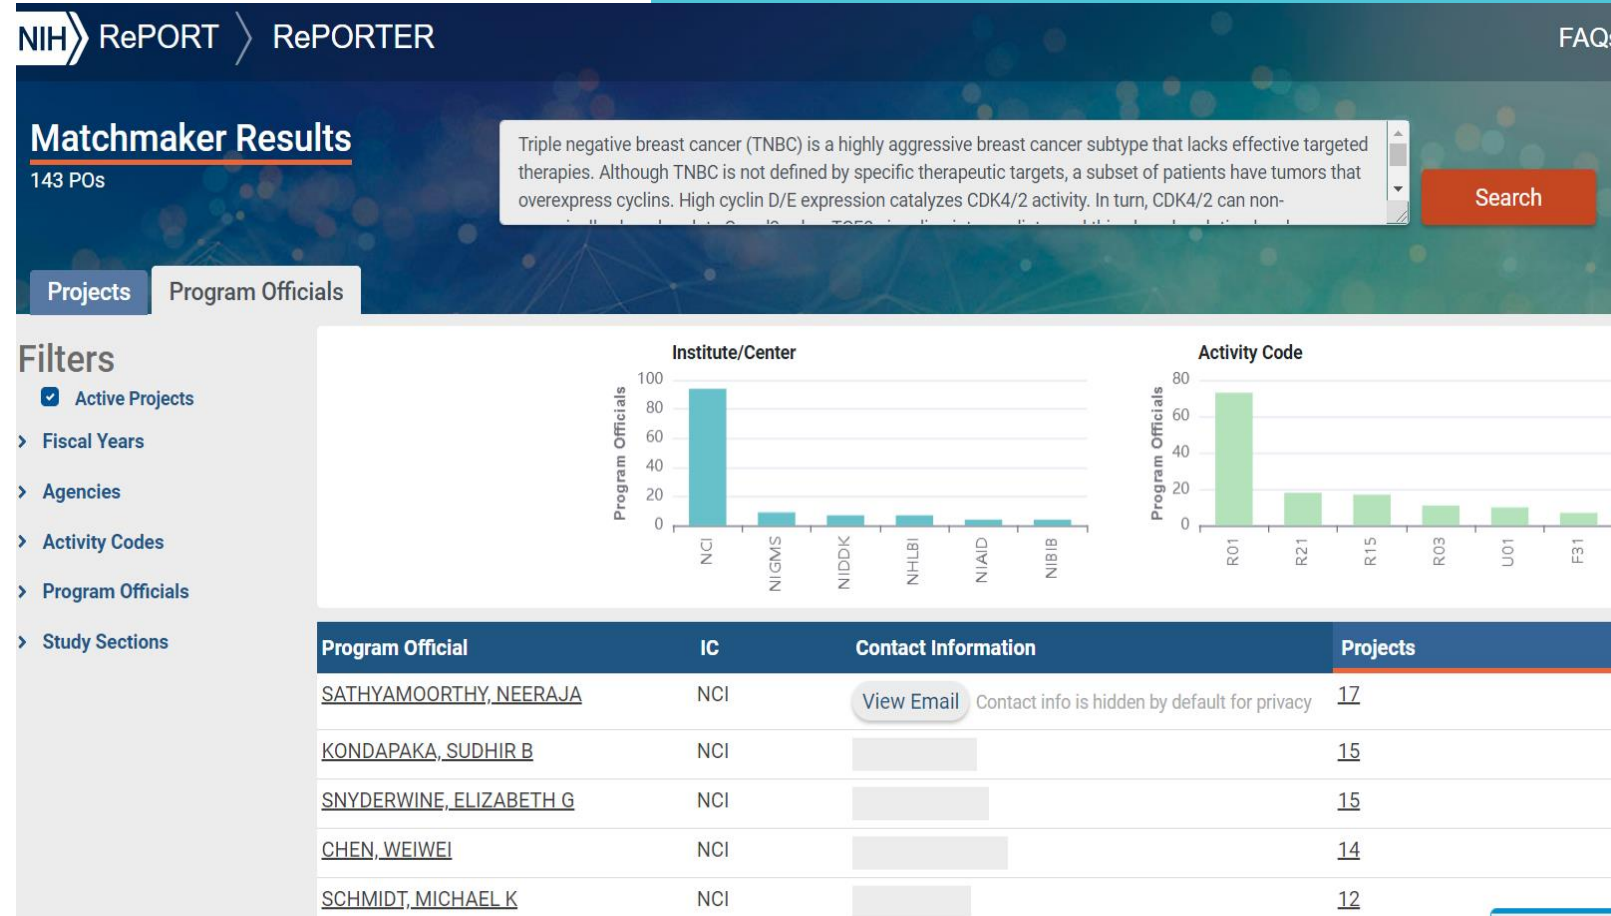 NIH RePORT RePORTER
FAQs
Matchmaker Results
143 POs
Triple negative breast cancer (TNBC) is a highly aggressive breast cancer subtype that lacks effective targeted
therapies. Although TNBC is not defined by specific therapeutic targets, a subset of patients have tumors that
overexpress cyclins. High cyclin D/E expression catalyzes CDK4/2 activity. In turn, CDK4/2 can non-
Search
Projects
Program Officials
Filters
Active Projects
Fiscal Years
Agencies
Activity Codes
Program Officials
Study Sections
Institute/Center
Program Officials
100
80
60
40
20
0
NCI
NIGMS
NIDDK
NHLBI
NIAID
NIBIB
Activity Code
Program Officials
80
60
40
20
0
R01
R21
R15
R03
U01
F31
Program Official IC Contact Information Projects
SATHYAMOORTHY, NEERAJA NCI View Email Contact info is hidden by default for privacy 17
KONDAPAKA, SUDHIR B NCI 15
SNYDERWINE, ELIZABETH G NCI 15
CHEN, WEIWEI NCI 14
SCHMIDT, MICHAEL K NCI 12